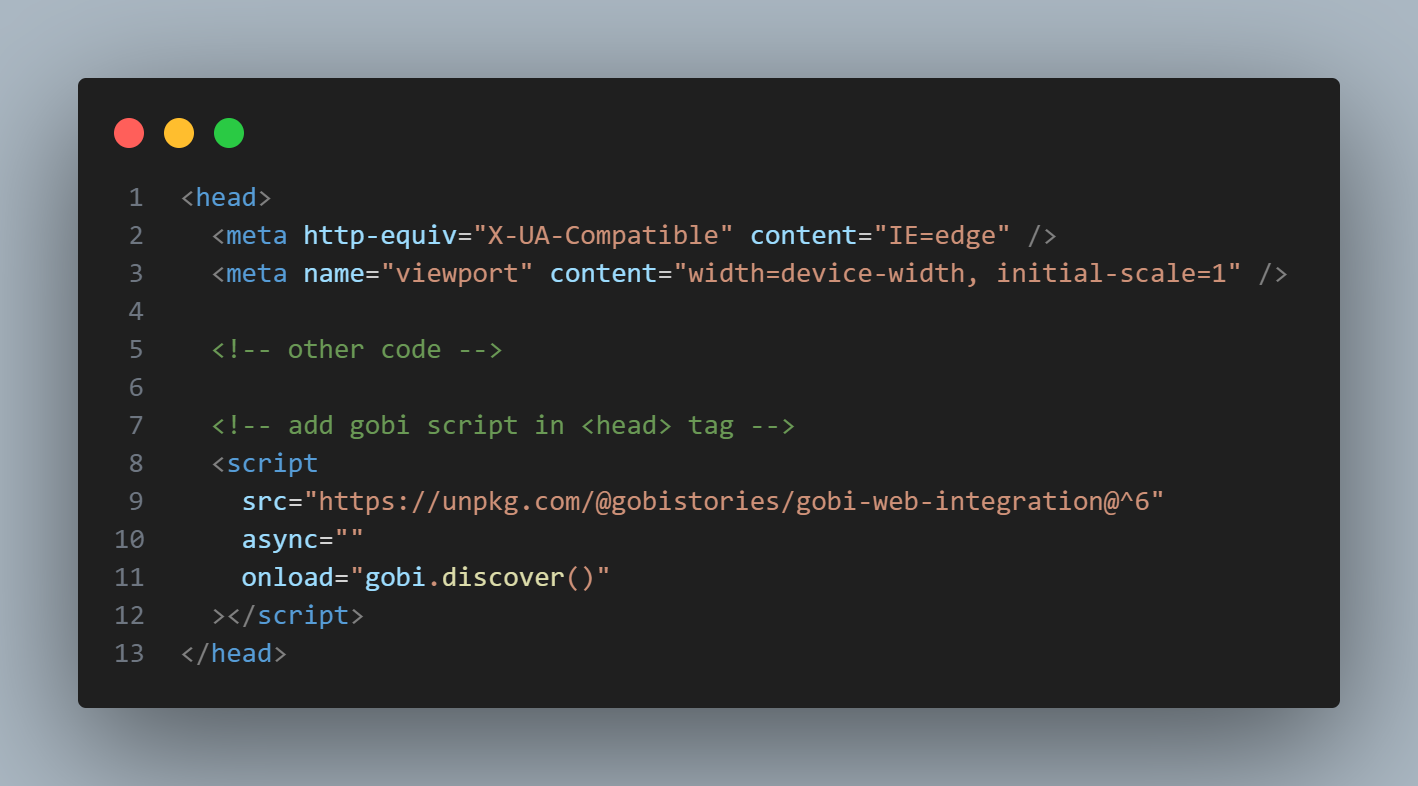 1 <head>
2   <meta http-equiv="X-UA-Compatible" content="IE=edge" />
3   <meta name="viewport" content="width=device-width, initial-scale=1" />
4
5   <!-- other code -->
6
7   <!-- add gobi script in <head> tag -->
8   <script
9     src="https://unpkg.com/@gobistories/gobi-web-integration@^6"
10     async=""
11     onload="gobi.discover()"
12   ></script>
13 </head>